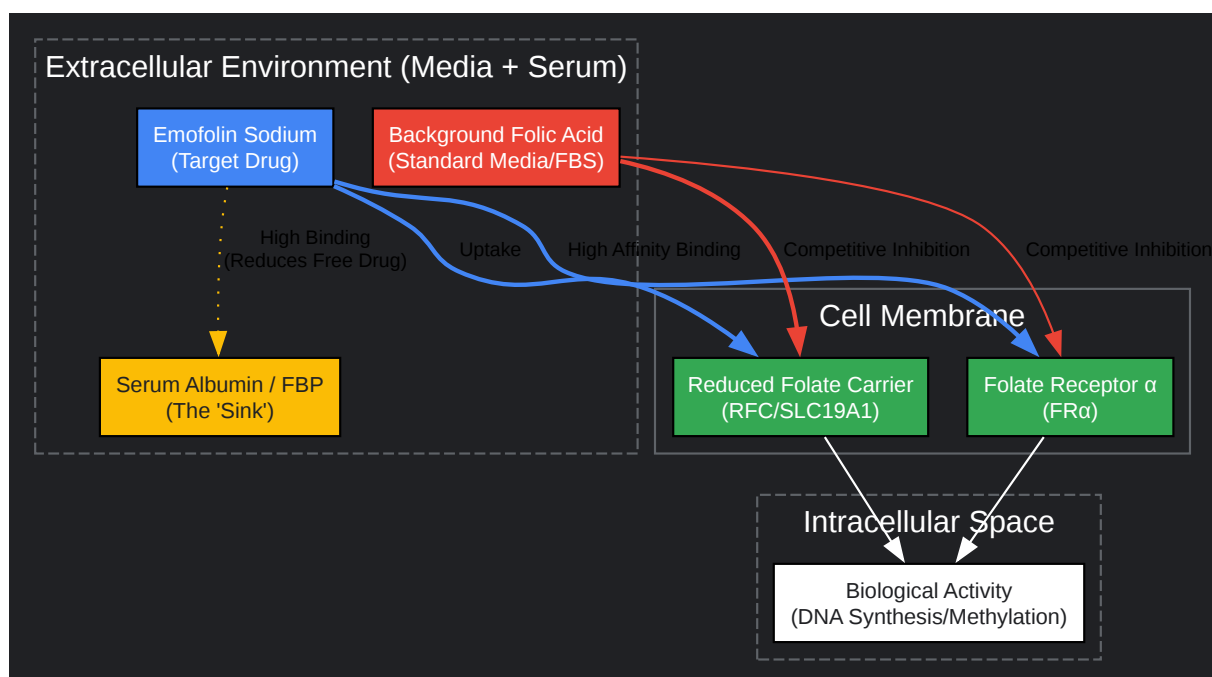 Extracellular Environment (Media + Serum)
Emofolin Sodium
(Target Drug)
Background Folic Acid
(Standard Media/FBS)
High Binding
(Reduces Free Drug)
Uptake
High Affinity Binding
Competitive Inhibition
Competitive Inhibition
Cell Membrane
Serum Albumin / FBP
(The 'Sink')
Reduced Folate Carrier
(RFC/SLC19A1)
Folate Receptor α
(FRα)
Intracellular Space
Biological Activity
(DNA Synthesis/Methylation)